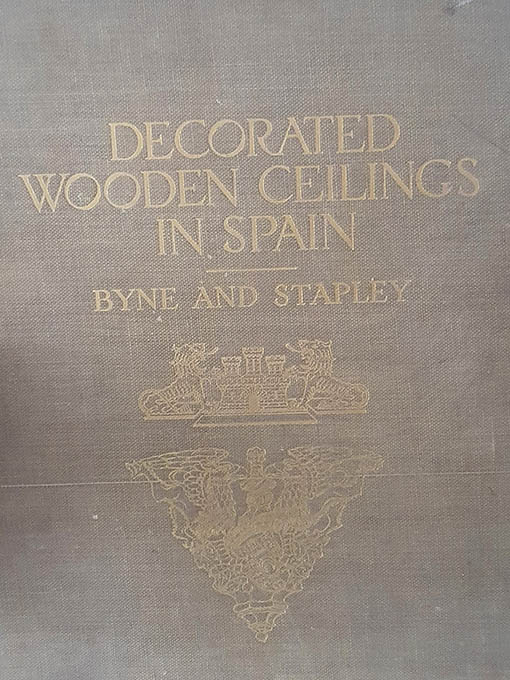 DECORATED
WOODEN CEILINGS
IN SPAIN
BYNE AND STAPLEY